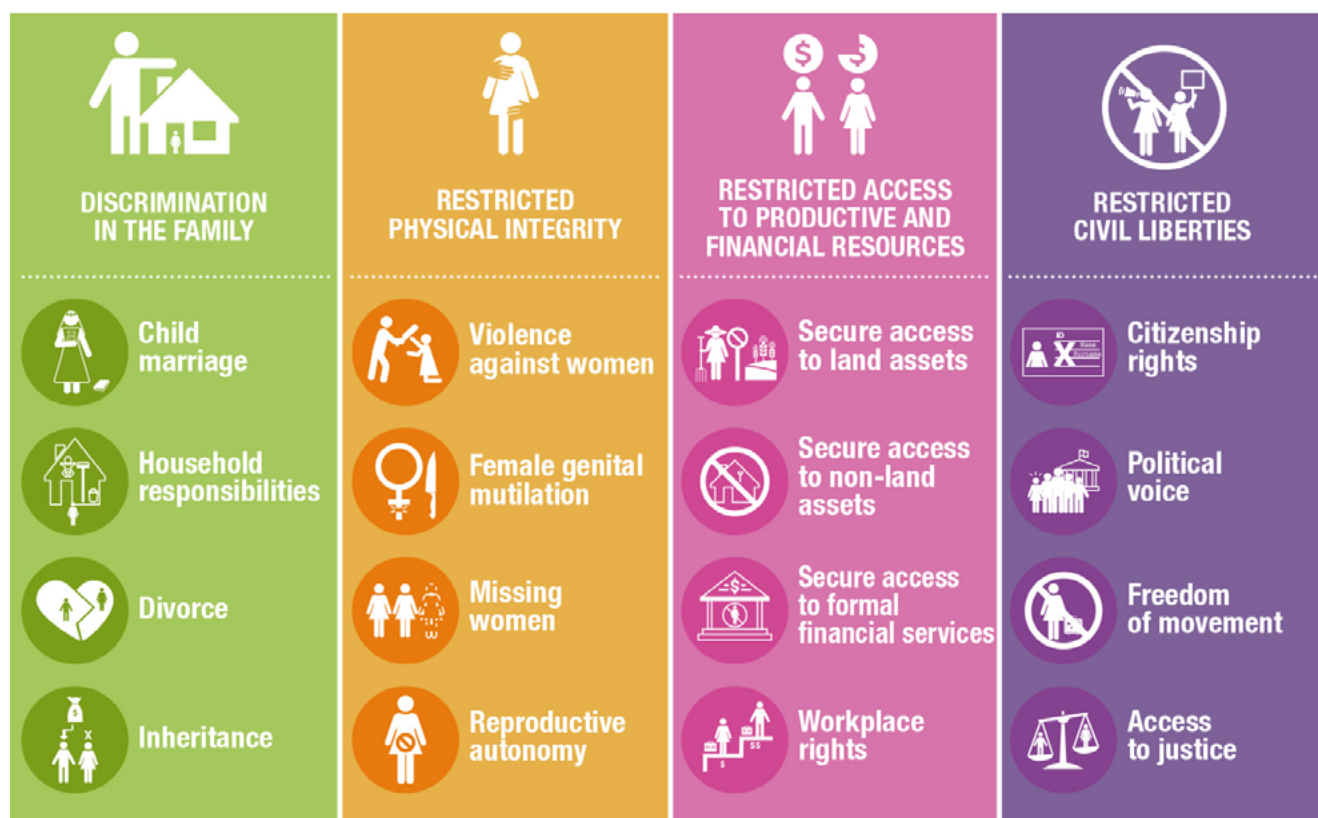 DISCRIMINATION
IN THE FAMILY
Child
marriage
Household
responsibilities
Divorce
$
X
Inheritance
RESTRICTED
PHYSICAL INTEGRITY
Violence
against women
Female genital
mutilation
Missing
women
Reproductive
autonomy
$
$
RESTRICTED ACCESS
TO PRODUCTIVE AND
FINANCIAL RESOURCES
Secure access
to land assets
Secure access
to non-land
assets
$
Secure access
to formal
financial services
$
$$
Workplace
rights
RESTRICTED
CIVIL LIBERTIES
ID
X
Name
Citizenship
rights
Political
voice
Freedom
of movement
Access
to justice